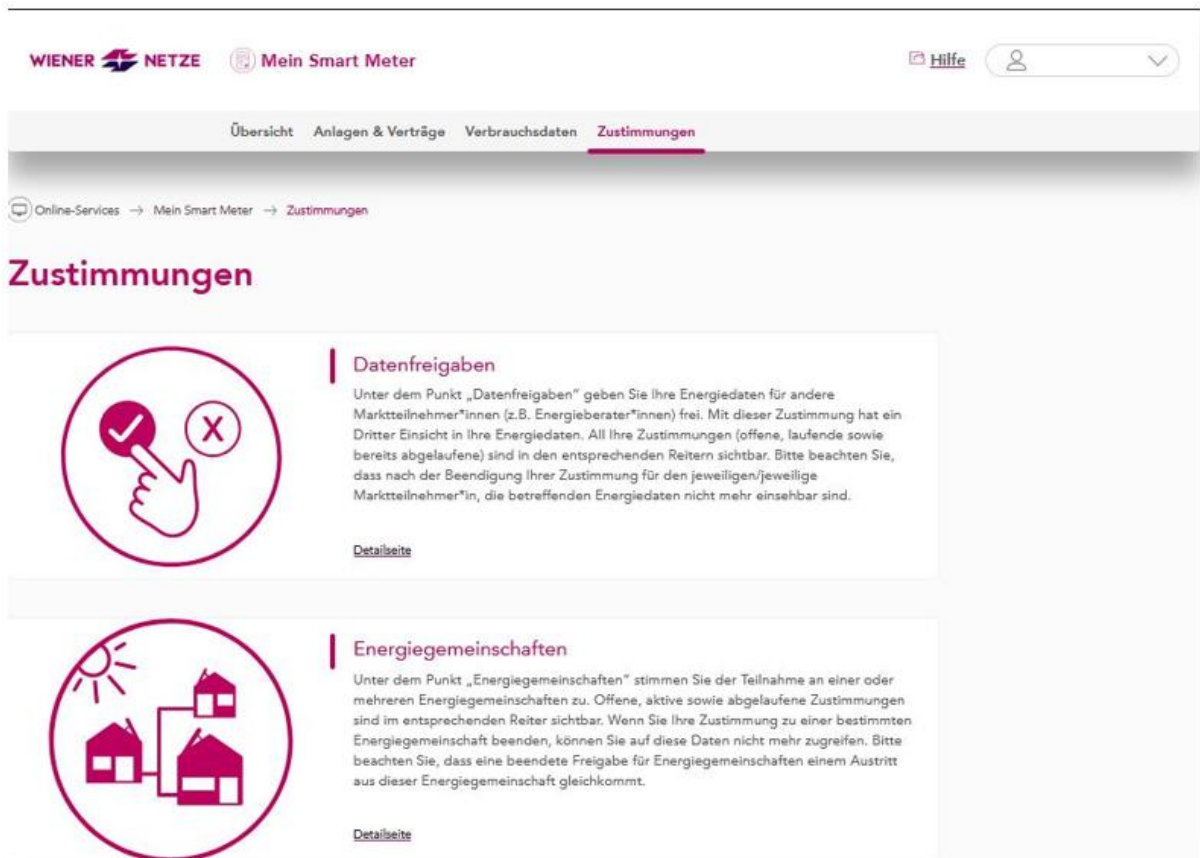 WIENER NETZE Mein Smart Meter Hilfe
Übersicht Anlagen & Verträge Verbrauchsdaten Zustimmungen
Online-Services → Mein Smart Meter → Zustimmungen
Zustimmungen
Datenfreigaben
Unter dem Punkt „Datenfreigaben" geben Sie Ihre Energiedaten für andere
Marktteilnehmer*innen (z.B. Energieberater*innen) frei. Mit dieser Zustimmung hat ein
Dritter Einsicht in Ihre Energiedaten. All Ihre Zustimmungen (offene, laufende sowie
bereits abgelaufene) sind in den entsprechenden Reitern sichtbar. Bitte beachten Sie,
dass nach der Beendigung Ihrer Zustimmung für den jeweiligen/jeweilige
Marktteilnehmer*in, die betreffenden Energiedaten nicht mehr einsehbar sind.
Detailseite
Energiegemeinschaften
Unter dem Punkt „Energiegemeinschaften" stimmen Sie der Teilnahme an einer oder
mehreren Energiegemeinschaften zu. Offene, aktive sowie abgelaufene Zustimmungen
sind im entsprechenden Reiter sichtbar. Wenn Sie Ihre Zustimmung zu einer bestimmten
Energiegemeinschaft beenden, können Sie auf diese Daten nicht mehr zugreifen. Bitte
beachten Sie, dass eine beendete Freigabe für Energiegemeinschaften einem Austritt
aus dieser Energiegemeinschaft gleichkommt.
Detailseite